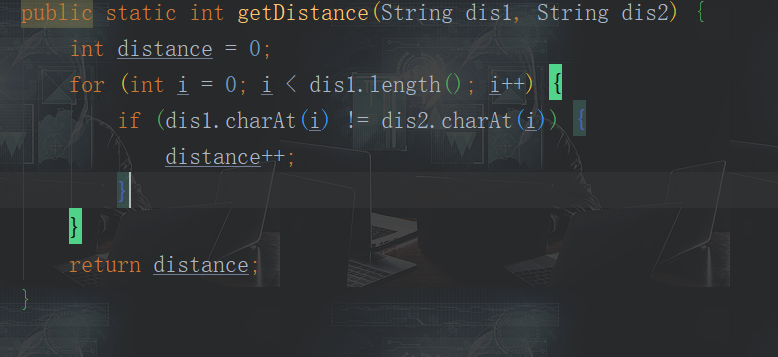 public static int getDistance(String dis1, String dis2) {
    int distance = 0;
    for (int i = 0; i < dis1.length(); i++) {
        if (dis1.charAt(i) != dis2.charAt(i)) {
            distance++;
        }
    }
    return distance;
}